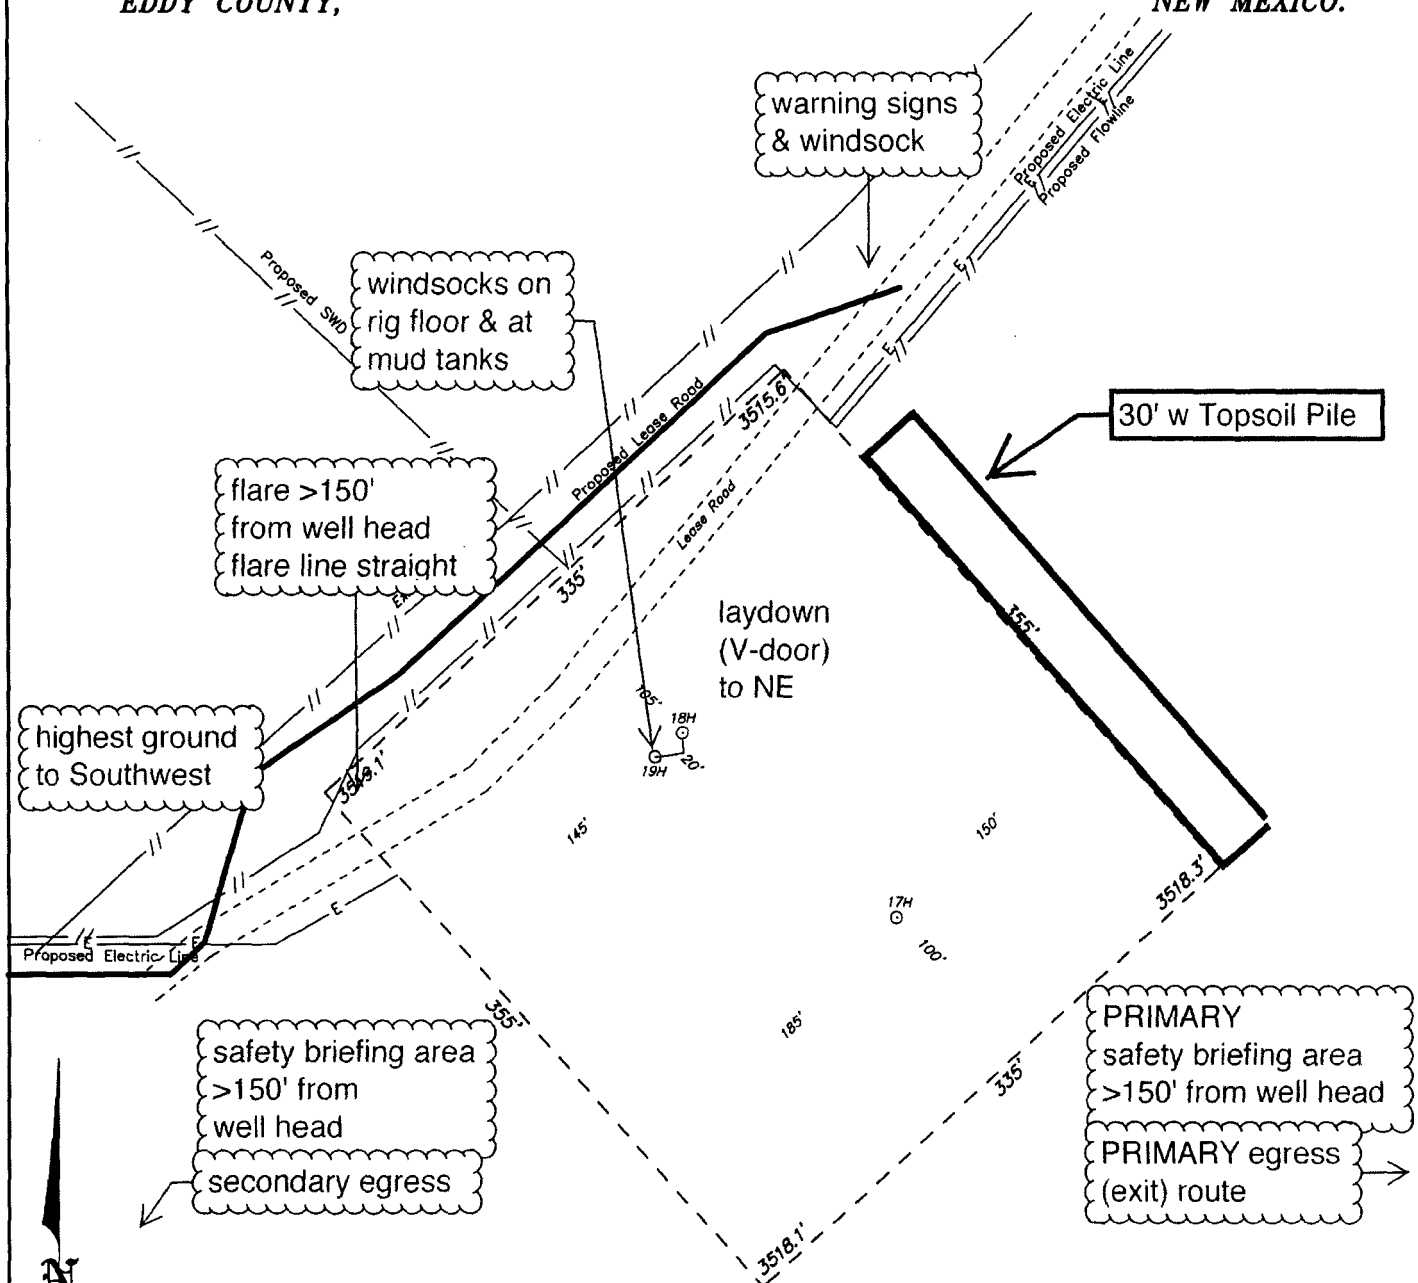 EDDY COUNTY,
NEW MEXICO.
warning signs
& windsock
Proposed Electric Line
E
Proposed Flowline
E
windsocks on
rig floor & at
mud tanks
Proposed SWD
E
E
3515.6'
30' w Topsoil Pile
Proposed Lease Road
flare >150'
from well head
flare line straight
Lease Road
335'
355'
laydown
(V-door)
to NE
105'
18H
19H
20'
highest ground
to Southwest
145'
150'
3518.3'
17H
100'
E
E
E
Proposed Electric Line
355'
185'
safety briefing area
>150' from
well head
secondary egress
335'
PRIMARY
safety briefing area
>150' from well head
PRIMARY egress
(exit) route
3518.1'
N